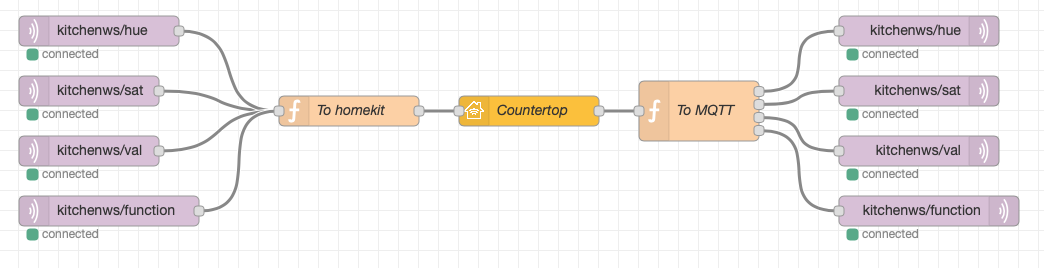 kitchenws/hue
connected
kitchenws/sat
connected
kitchenws/val
connected
kitchenws/function
connected
To homekit
Countertop
To MQTT
kitchenws/hue
connected
kitchenws/sat
connected
kitchenws/val
connected
kitchenws/function
connected